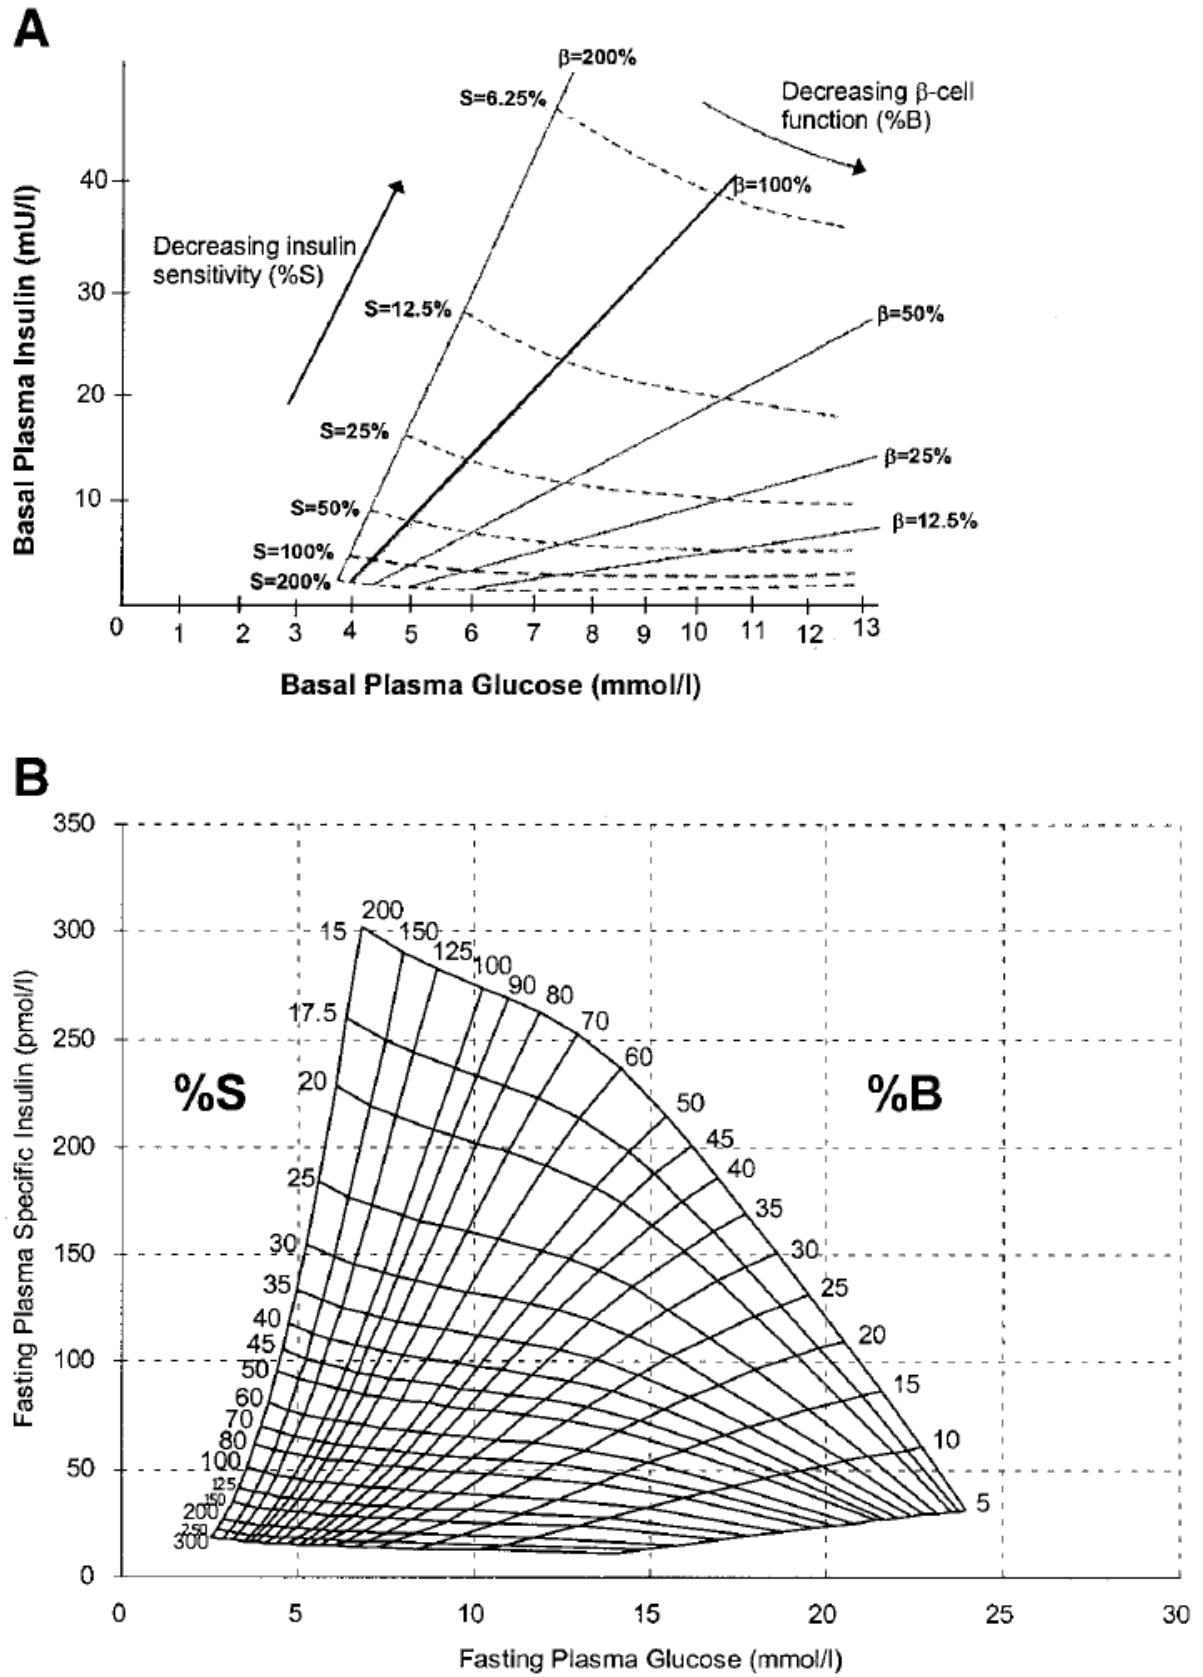 A
β=200%
S=6.25%
Decreasing β-cell
function (%B)
40
β=100%
Decreasing insulin
sensitivity (%S)
30
S=12.5%
β=50%
20
S=25%
β=25%
10
S=50%
β=12.5%
S=100%
S=200%
Basal Plasma Insulin (mU/l)
0 1 2 3 4 5 6 7 8 9 10 11 12 13
Basal Plasma Glucose (mmol/l)
B
350
300
250
200
150
100
50
0
Fasting Plasma Specific Insulin (pmol/l)
%S
%B
15
17.5
20
25
30
35
40
45
50
60
70
80
100
125
150
200
250
300
200
150
125
100
90
80
70
60
50
45
40
35
30
25
20
15
10
5
0 5 10 15 20 25 30
Fasting Plasma Glucose (mmol/l)